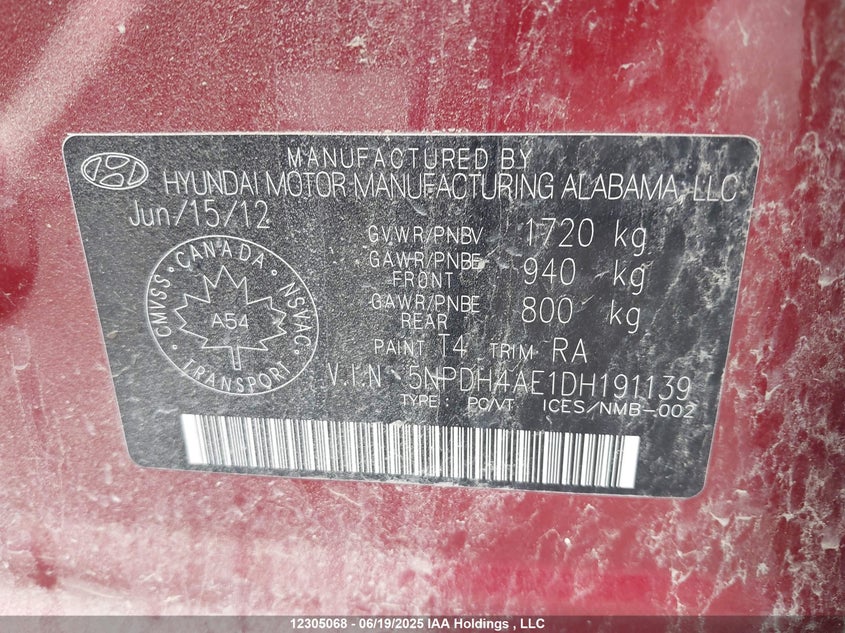 MANUFACTURED BY
HYUNDAI MOTOR MANUFACTURING ALABAMA, LLC
Jun/15/12
GVWR/PNBV 1720 kg
GAWR/PNBE FRONT 940 kg
GAWR/PNBE REAR 800 kg
CANADA · NSVAC · TRANSPORT · CMVSS ·
A54
PAINT T4 TRIM RA
V.I.N 5NPDH4AE1DH191139
TYPE: PC/VT ICES/NMB-002
12305068 - 06/19/2025 IAA Holdings , LLC